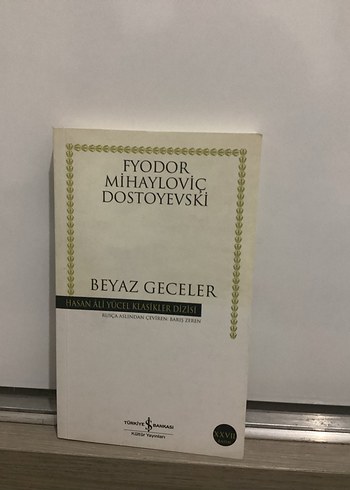 FYODOR
MİHAYLOVİÇ
DOSTOYEVSKİ
BEYAZ GECELER
HASAN ÂLİ YÜCEL KLASİKLER DİZİSİ
RUSÇA ASLINDAN ÇEVİREN: BARIŞ ZEREN
TÜRKİYE İŞ BANKASI
Kültür Yayınları
XXVII